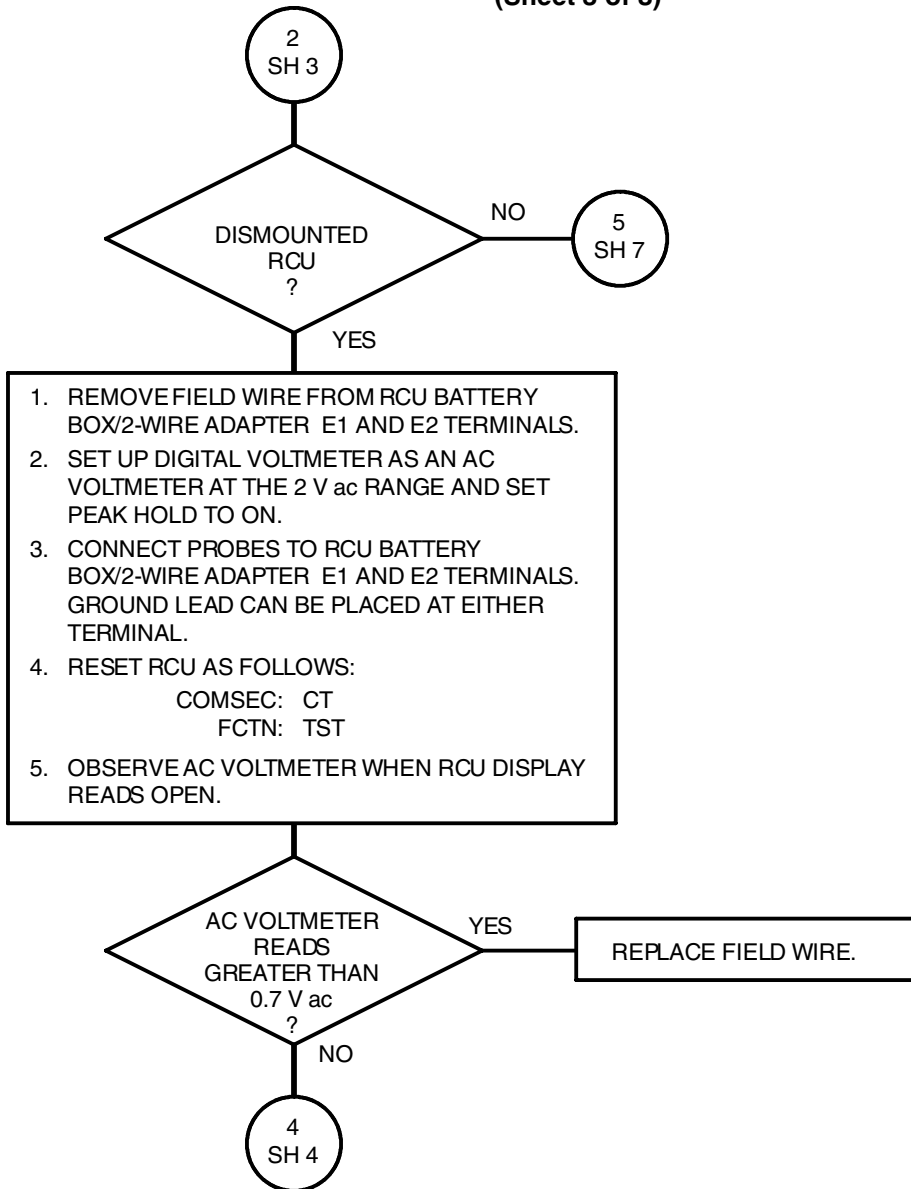 (Sheet of
2
SH 3
DISMOUNTED
RCU
?
NO
5
SH 7
YES
1. REMOVE FIELD WIRE FROM RCU BATTERY
BOX/2-WIRE ADAPTER E1 AND E2 TERMINALS.
2. SET UP DIGITAL VOLTMETER AS AN AC
VOLTMETER AT THE 2 V ac RANGE AND SET
PEAK HOLD TO ON.
3. CONNECT PROBES TO RCU BATTERY
BOX/2-WIRE ADAPTER E1 AND E2 TERMINALS.
GROUND LEAD CAN BE PLACED AT EITHER
TERMINAL.
4. RESET RCU AS FOLLOWS:
COMSEC: CT
FCTN: TST
5. OBSERVE AC VOLTMETER WHEN RCU DISPLAY
READS OPEN.
AC VOLTMETER
READS
GREATER THAN
0.7 V ac
?
YES
REPLACE FIELD WIRE.
NO
4
SH 4